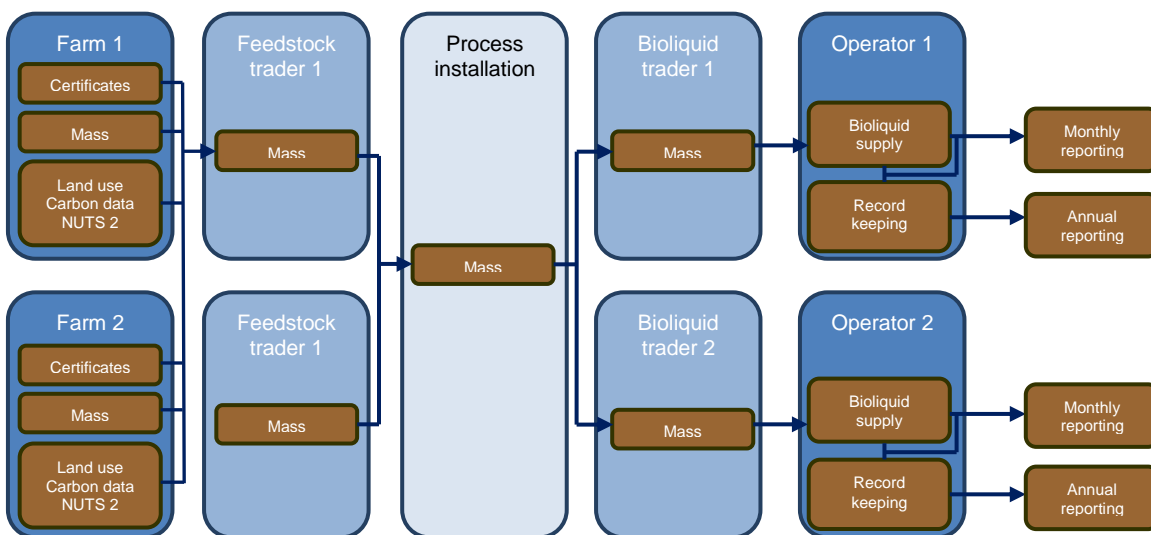 Farm 1
Certificates
Mass
Land use
Carbon data
NUTS 2
Feedstock
trader 1
Mass
Process
installation
Mass
Bioliquid
trader 1
Mass
Operator 1
Bioliquid
supply
Record
keeping
Monthly
reporting
Annual
reporting
Farm 2
Certificates
Mass
Land use
Carbon data
NUTS 2
Feedstock
trader 1
Mass
Bioliquid
trader 2
Mass
Operator 2
Bioliquid
supply
Record
keeping
Monthly
reporting
Annual
reporting